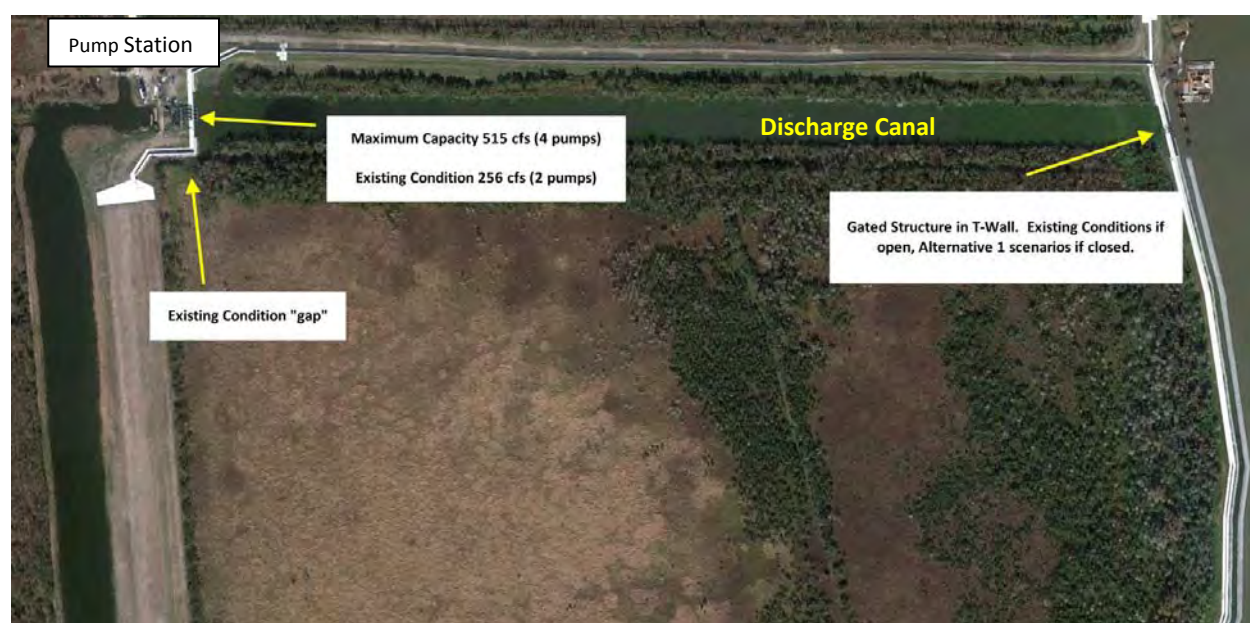 Pump Station
Maximum Capacity 515 cfs (4 pumps)
Existing Condition 256 cfs (2 pumps)
Discharge Canal
Gated Structure in T-Wall.  Existing Conditions if
open, Alternative 1 scenarios if closed.
Existing Condition "gap"